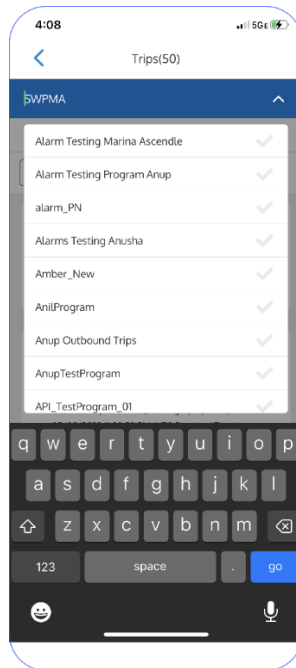 4:08
5GE
Trips(50)
SWPMA
Alarm Testing Marina Ascendle
Alarm Testing Program Anup
alarm_PN
Alarms Testing Anusha
Amber_New
AnilProgram
Anup Outbound Trips
AnupTestProgram
API_TestProgram_01
q w e r t y u i o p
a s d f g h j k l
z x c v b n m
123 space . go